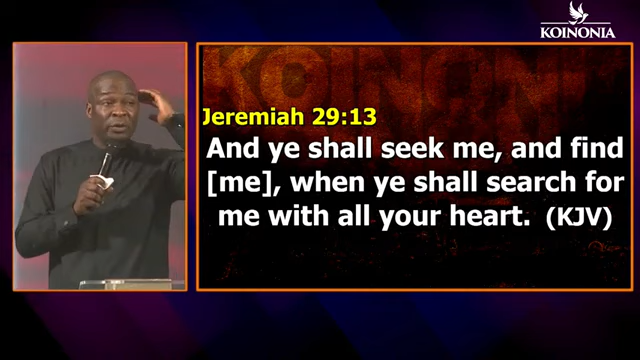 KOINONIA
KOINONI
Jeremiah 29:13
And ye shall seek me, and find
[me], when ye shall search for
me with all your heart. (KJV)